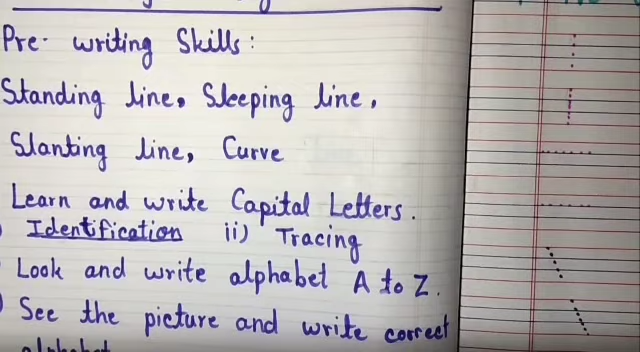 Pre- writing Skills:
Standing line, Sleeping line,
Slanting line, Curve
Learn and write Capital Letters.
Identification ii) Tracing
Look and write alphabet A to Z.
See the picture and write correct
alphabet